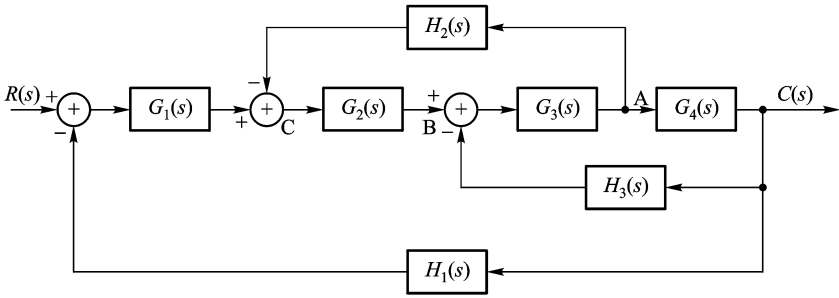 H₂(s)
R(s) + + G₁(s) + − + C G₂(s) + B − + G₃(s) A G₄(s) C(s)
−
H₃(s)
H₁(s)